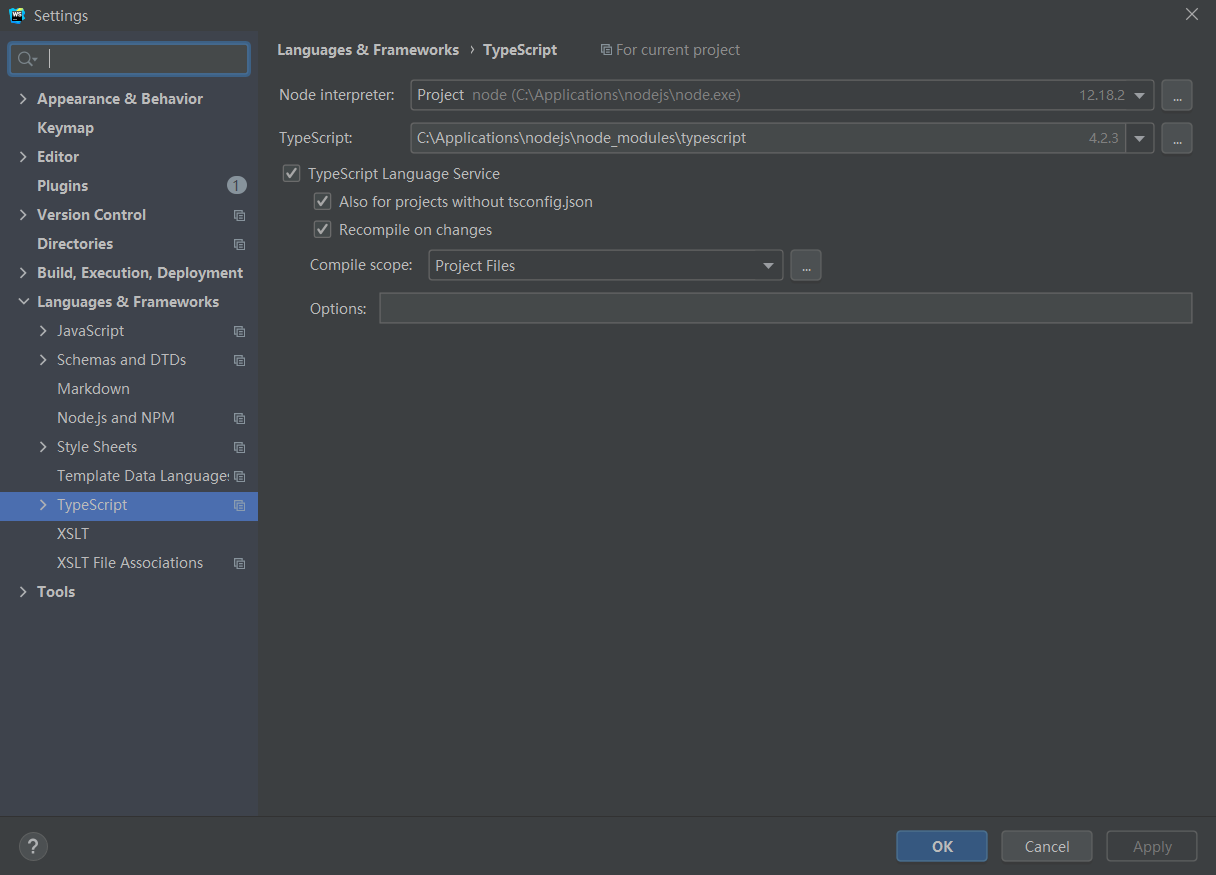 WS Settings
Appearance & Behavior
Keymap
Editor
Plugins 1
Version Control
Directories
Build, Execution, Deployment
Languages & Frameworks
JavaScript
Schemas and DTDs
Markdown
Node.js and NPM
Style Sheets
Template Data Languages
TypeScript
XSLT
XSLT File Associations
Tools
Languages & Frameworks › TypeScript For current project
Node interpreter: Project node (C:\Applications\nodejs\node.exe) 12.18.2 ...
TypeScript: C:\Applications\nodejs\node_modules\typescript 4.2.3 ...
TypeScript Language Service
Also for projects without tsconfig.json
Recompile on changes
Compile scope: Project Files ...
Options:
? OK Cancel Apply